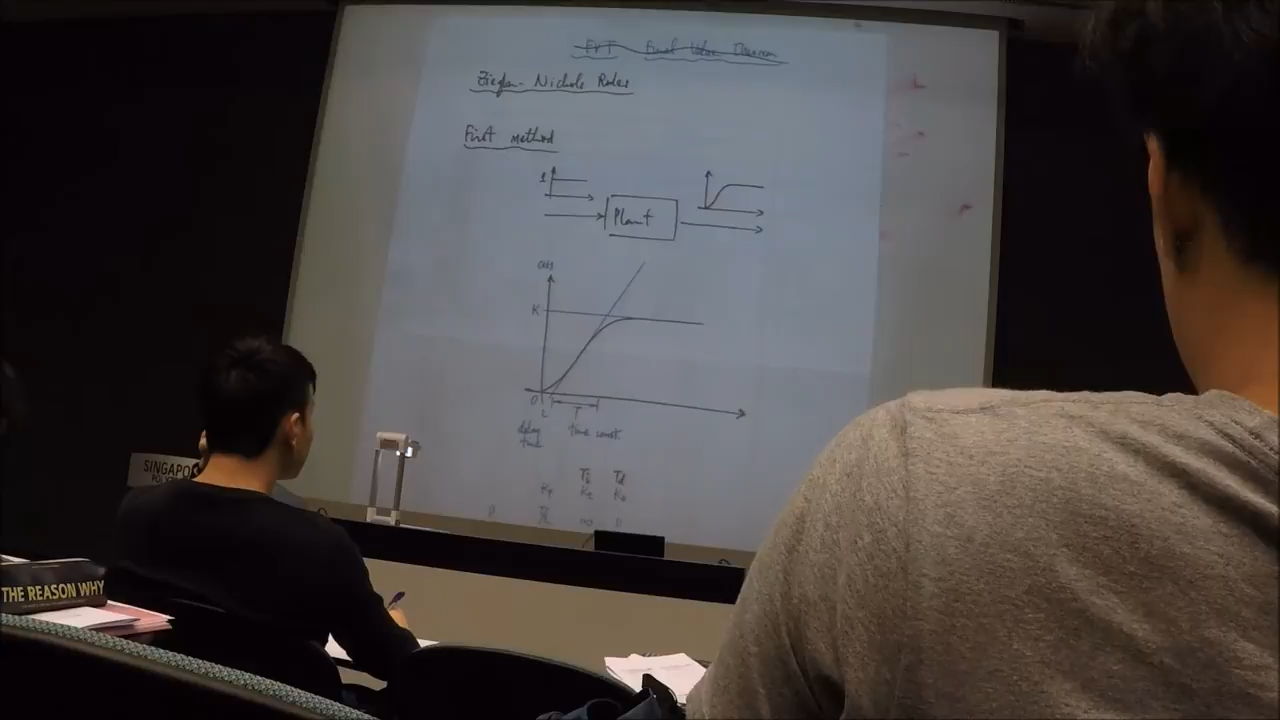 FVT Final Value Theorem
Ziegler-Nichols Rules
First method
1
Plant
c(t)
K
0
L
T
delay
time
time const.
Ti
Td
Kp
P
T/L
∞
0
SINGAPO
THE REASON WHY